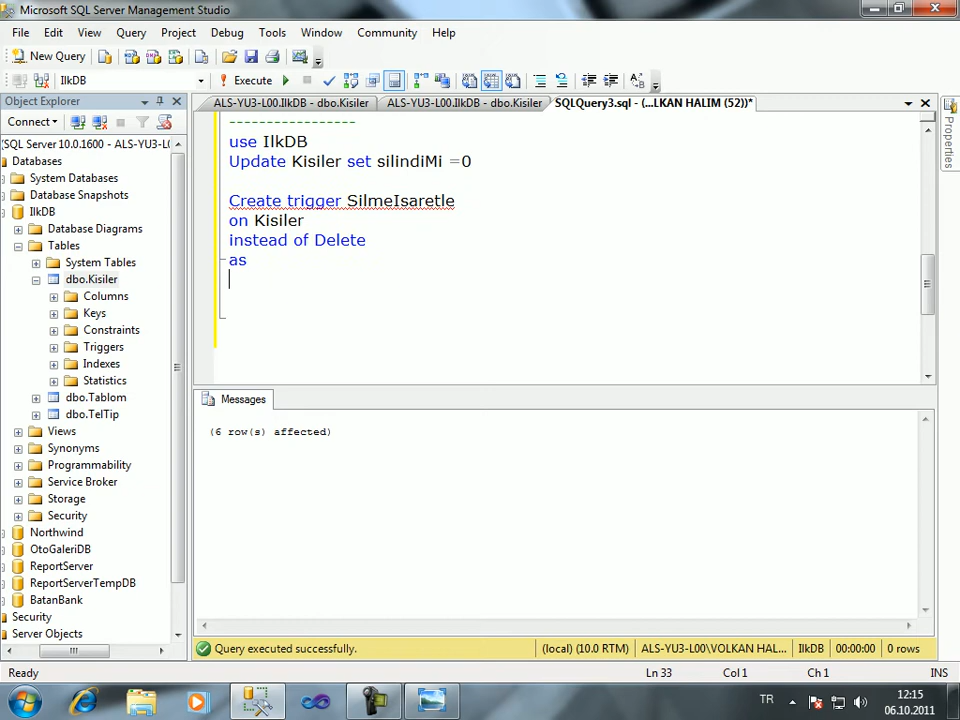 Microsoft SQL Server Management Studio
File Edit View Query Project Debug Tools Window Community Help
New Query
IlkDB Execute
Object Explorer
ALS-YU3-L00.IlkDB - dbo.Kisiler
ALS-YU3-L00.IlkDB - dbo.Kisiler
SQLQuery3.sql - (...LKAN HALIM (52))*
Connect
(SQL Server 10.0.1600 - ALS-YU3-L
Databases
System Databases
Database Snapshots
IlkDB
Database Diagrams
Tables
System Tables
dbo.Kisiler
Columns
Keys
Constraints
Triggers
Indexes
Statistics
dbo.Tablom
dbo.TelTip
Views
Synonyms
Programmability
Service Broker
Storage
Security
Northwind
OtoGaleriDB
ReportServer
ReportServerTempDB
BatanBank
Security
Server Objects
----------------
use IlkDB
Update Kisiler set silindiMi =0
Create trigger SilmeIsaretle
on Kisiler
instead of Delete
as
Messages
(6 row(s) affected)
Properties
Query executed successfully.
(local) (10.0 RTM)
ALS-YU3-L00\VOLKAN HAL...
IlkDB
00:00:00
0 rows
Ready
Ln 33
Col 1
Ch 1
INS
TR
12:15
06.10.2011